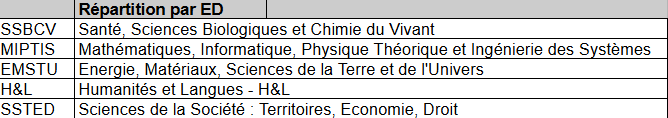 Répartition par ED
SSBCV Santé, Sciences Biologiques et Chimie du Vivant
MIPTIS Mathématiques, Informatique, Physique Théorique et Ingénierie des Systèmes
EMSTU Energie, Matériaux, Sciences de la Terre et de l'Univers
H&L Humanités et Langues - H&L
SSTED Sciences de la Société : Territoires, Economie, Droit